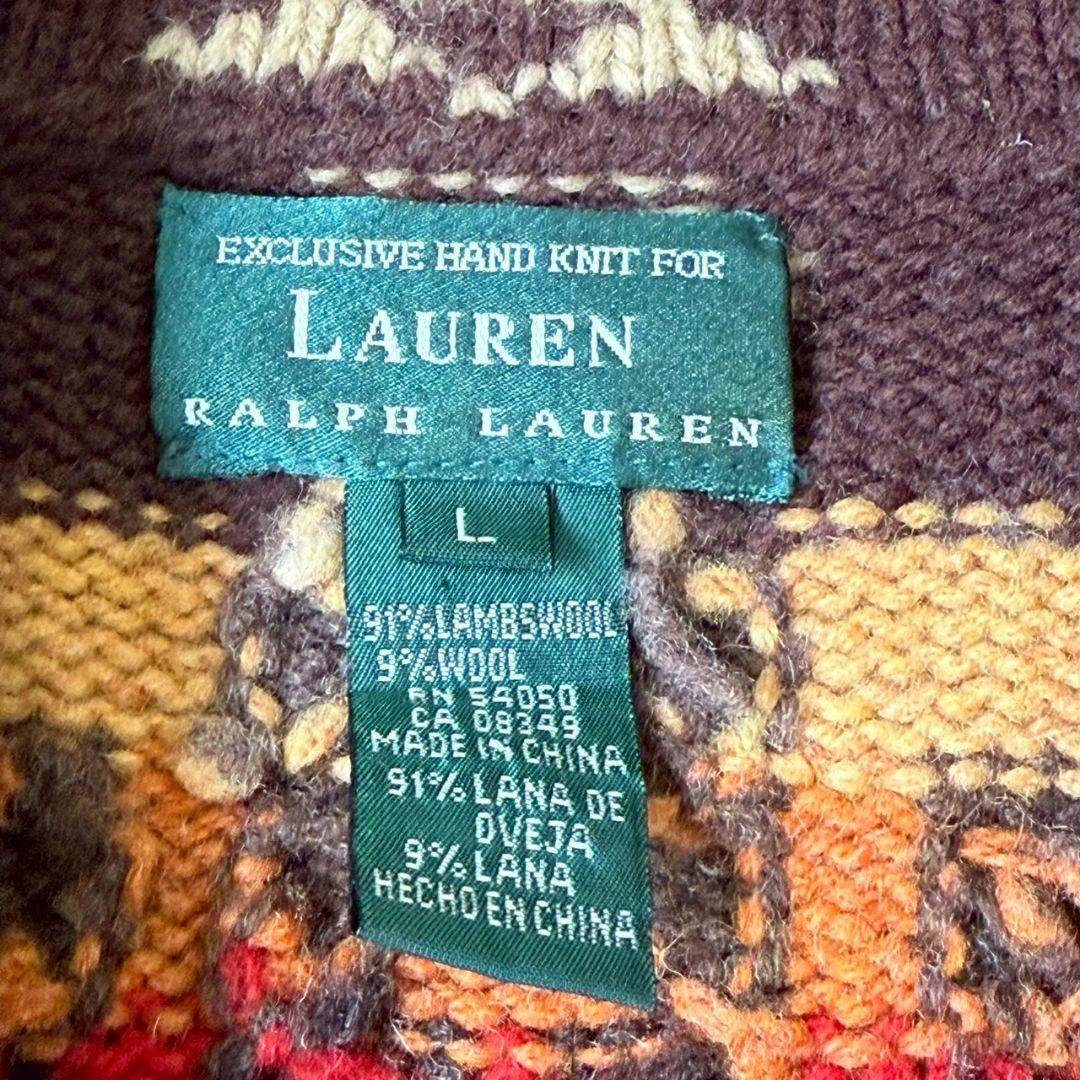 EXCLUSIVE HAND KNIT FOR
LAUREN
RALPH LAUREN
L
91% LAMBSWOOL
9% WOOL
RN 54050
CA 08349
MADE IN CHINA
91% LANA DE
OVEJA
9% LANA
HECHO EN CHINA